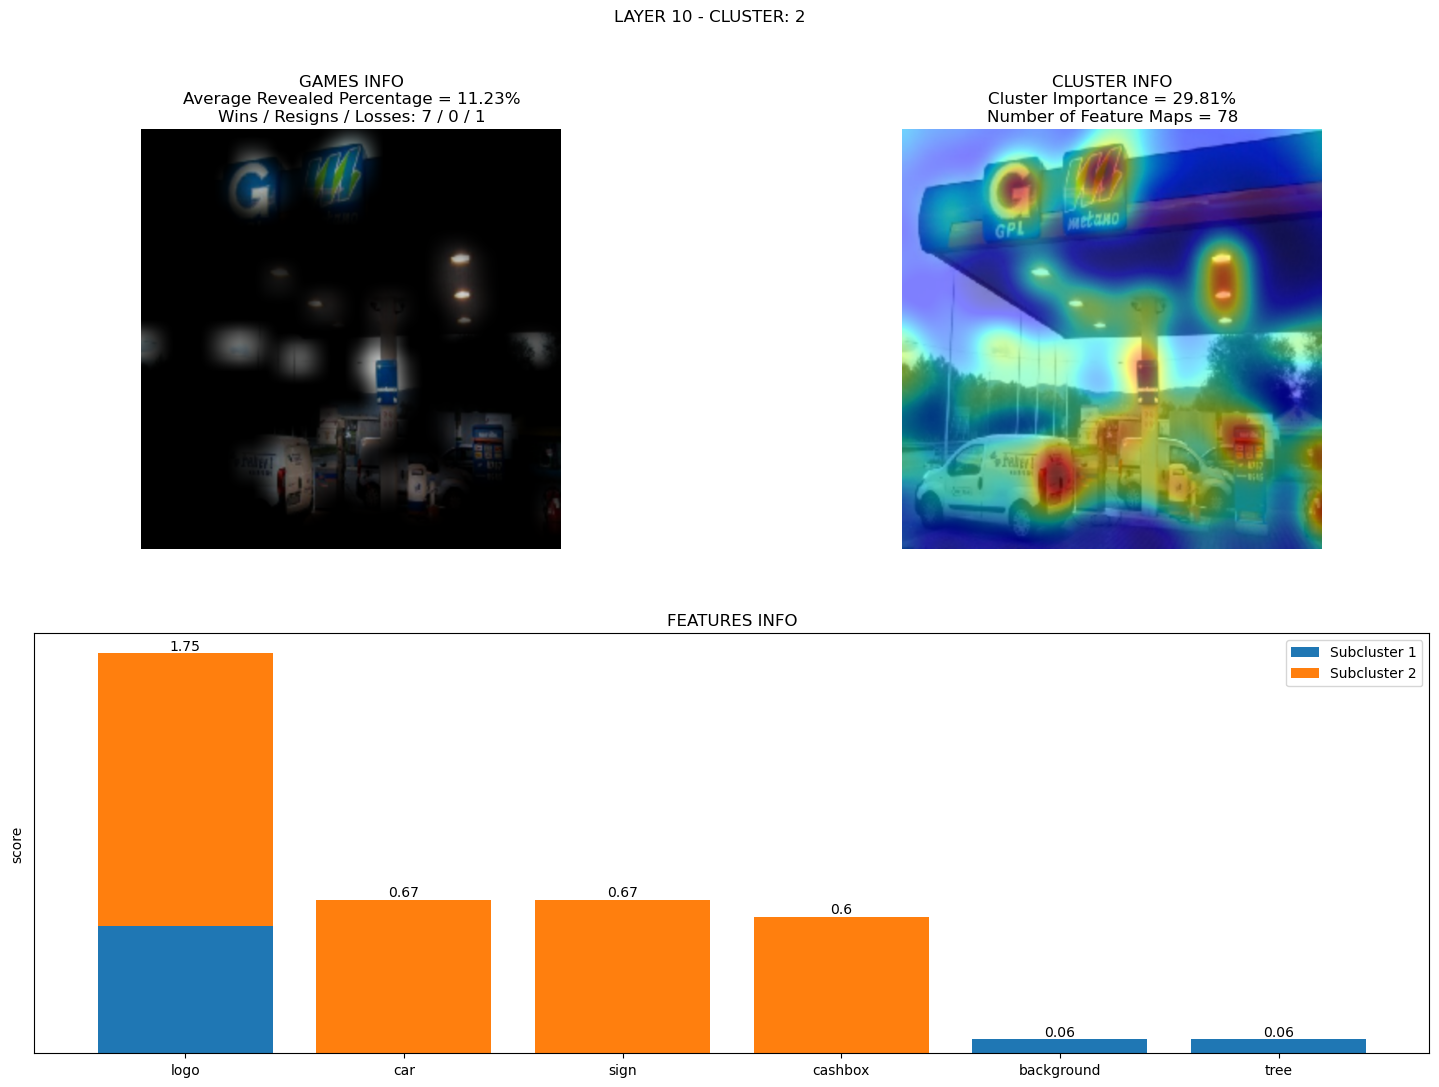 LAYER 10 - CLUSTER: 2
GAMES INFO
Average Revealed Percentage = 11.23%
Wins / Resigns / Losses: 7 / 0 / 1
G
CLUSTER INFO
Cluster Importance = 29.81%
Number of Feature Maps = 78
G
GPL
metano
FEATURES INFO
score
1.75
0.67
0.67
0.6
0.06
0.06
Subcluster 1
Subcluster 2
logo
car
sign
cashbox
background
tree